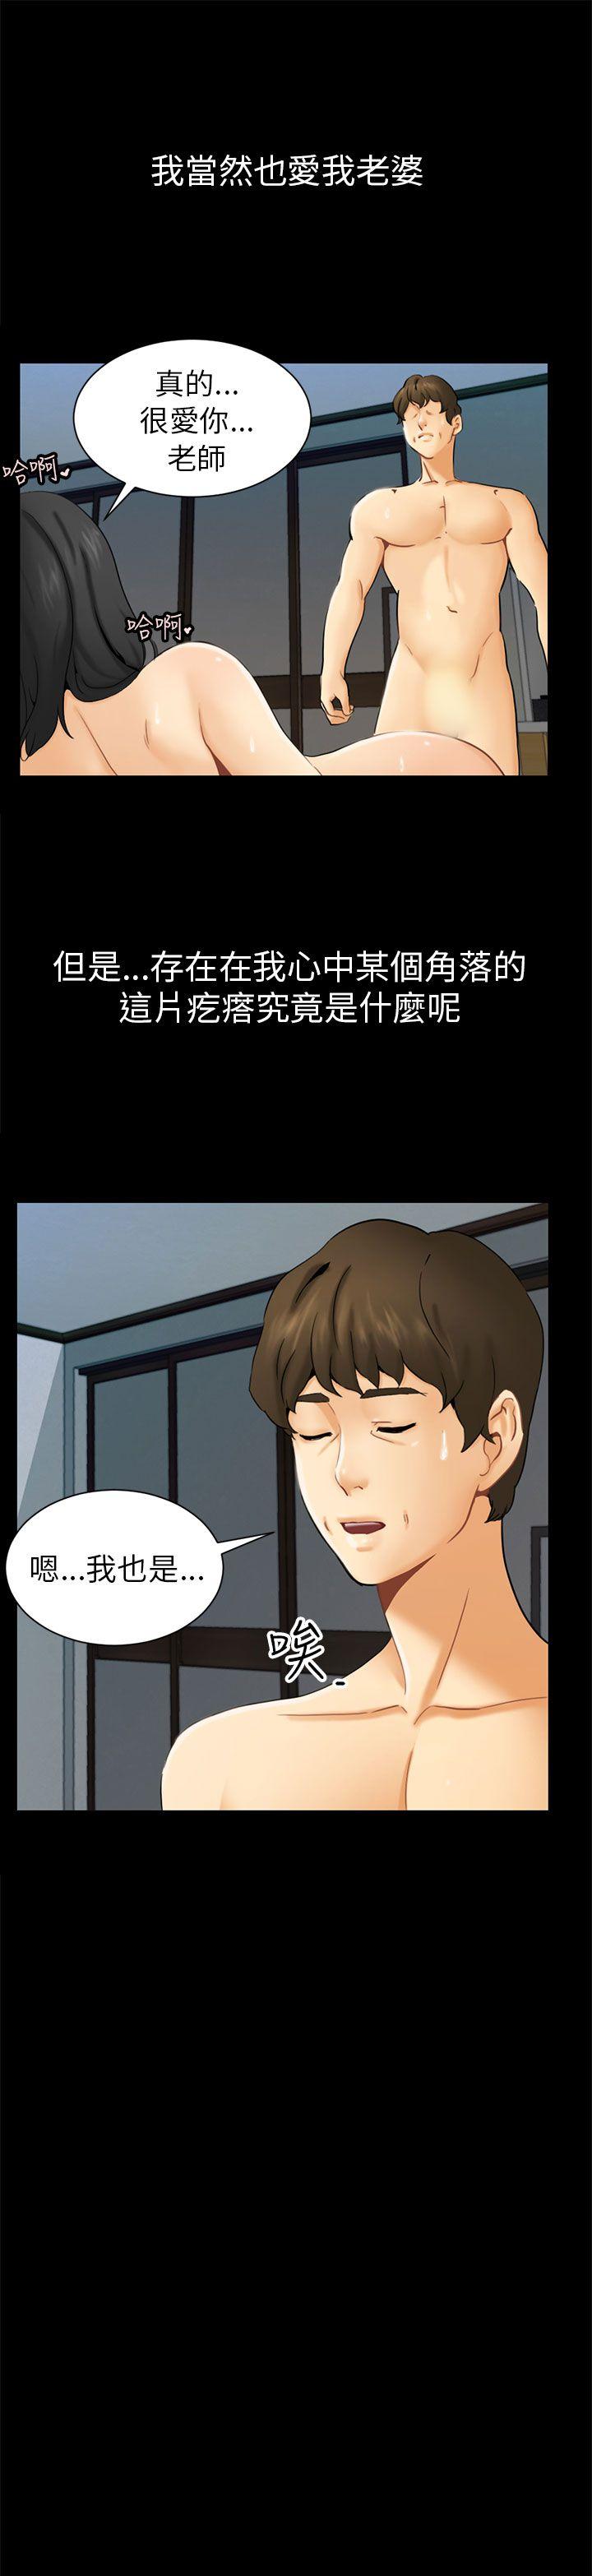 我當然也愛我老婆
真的...
很愛你...
老師
哈啊♥
哈啊♥
但是...存在在我心中某個角落的
這片疙瘩究竟是什麼呢
嗯...我也是...
唉-